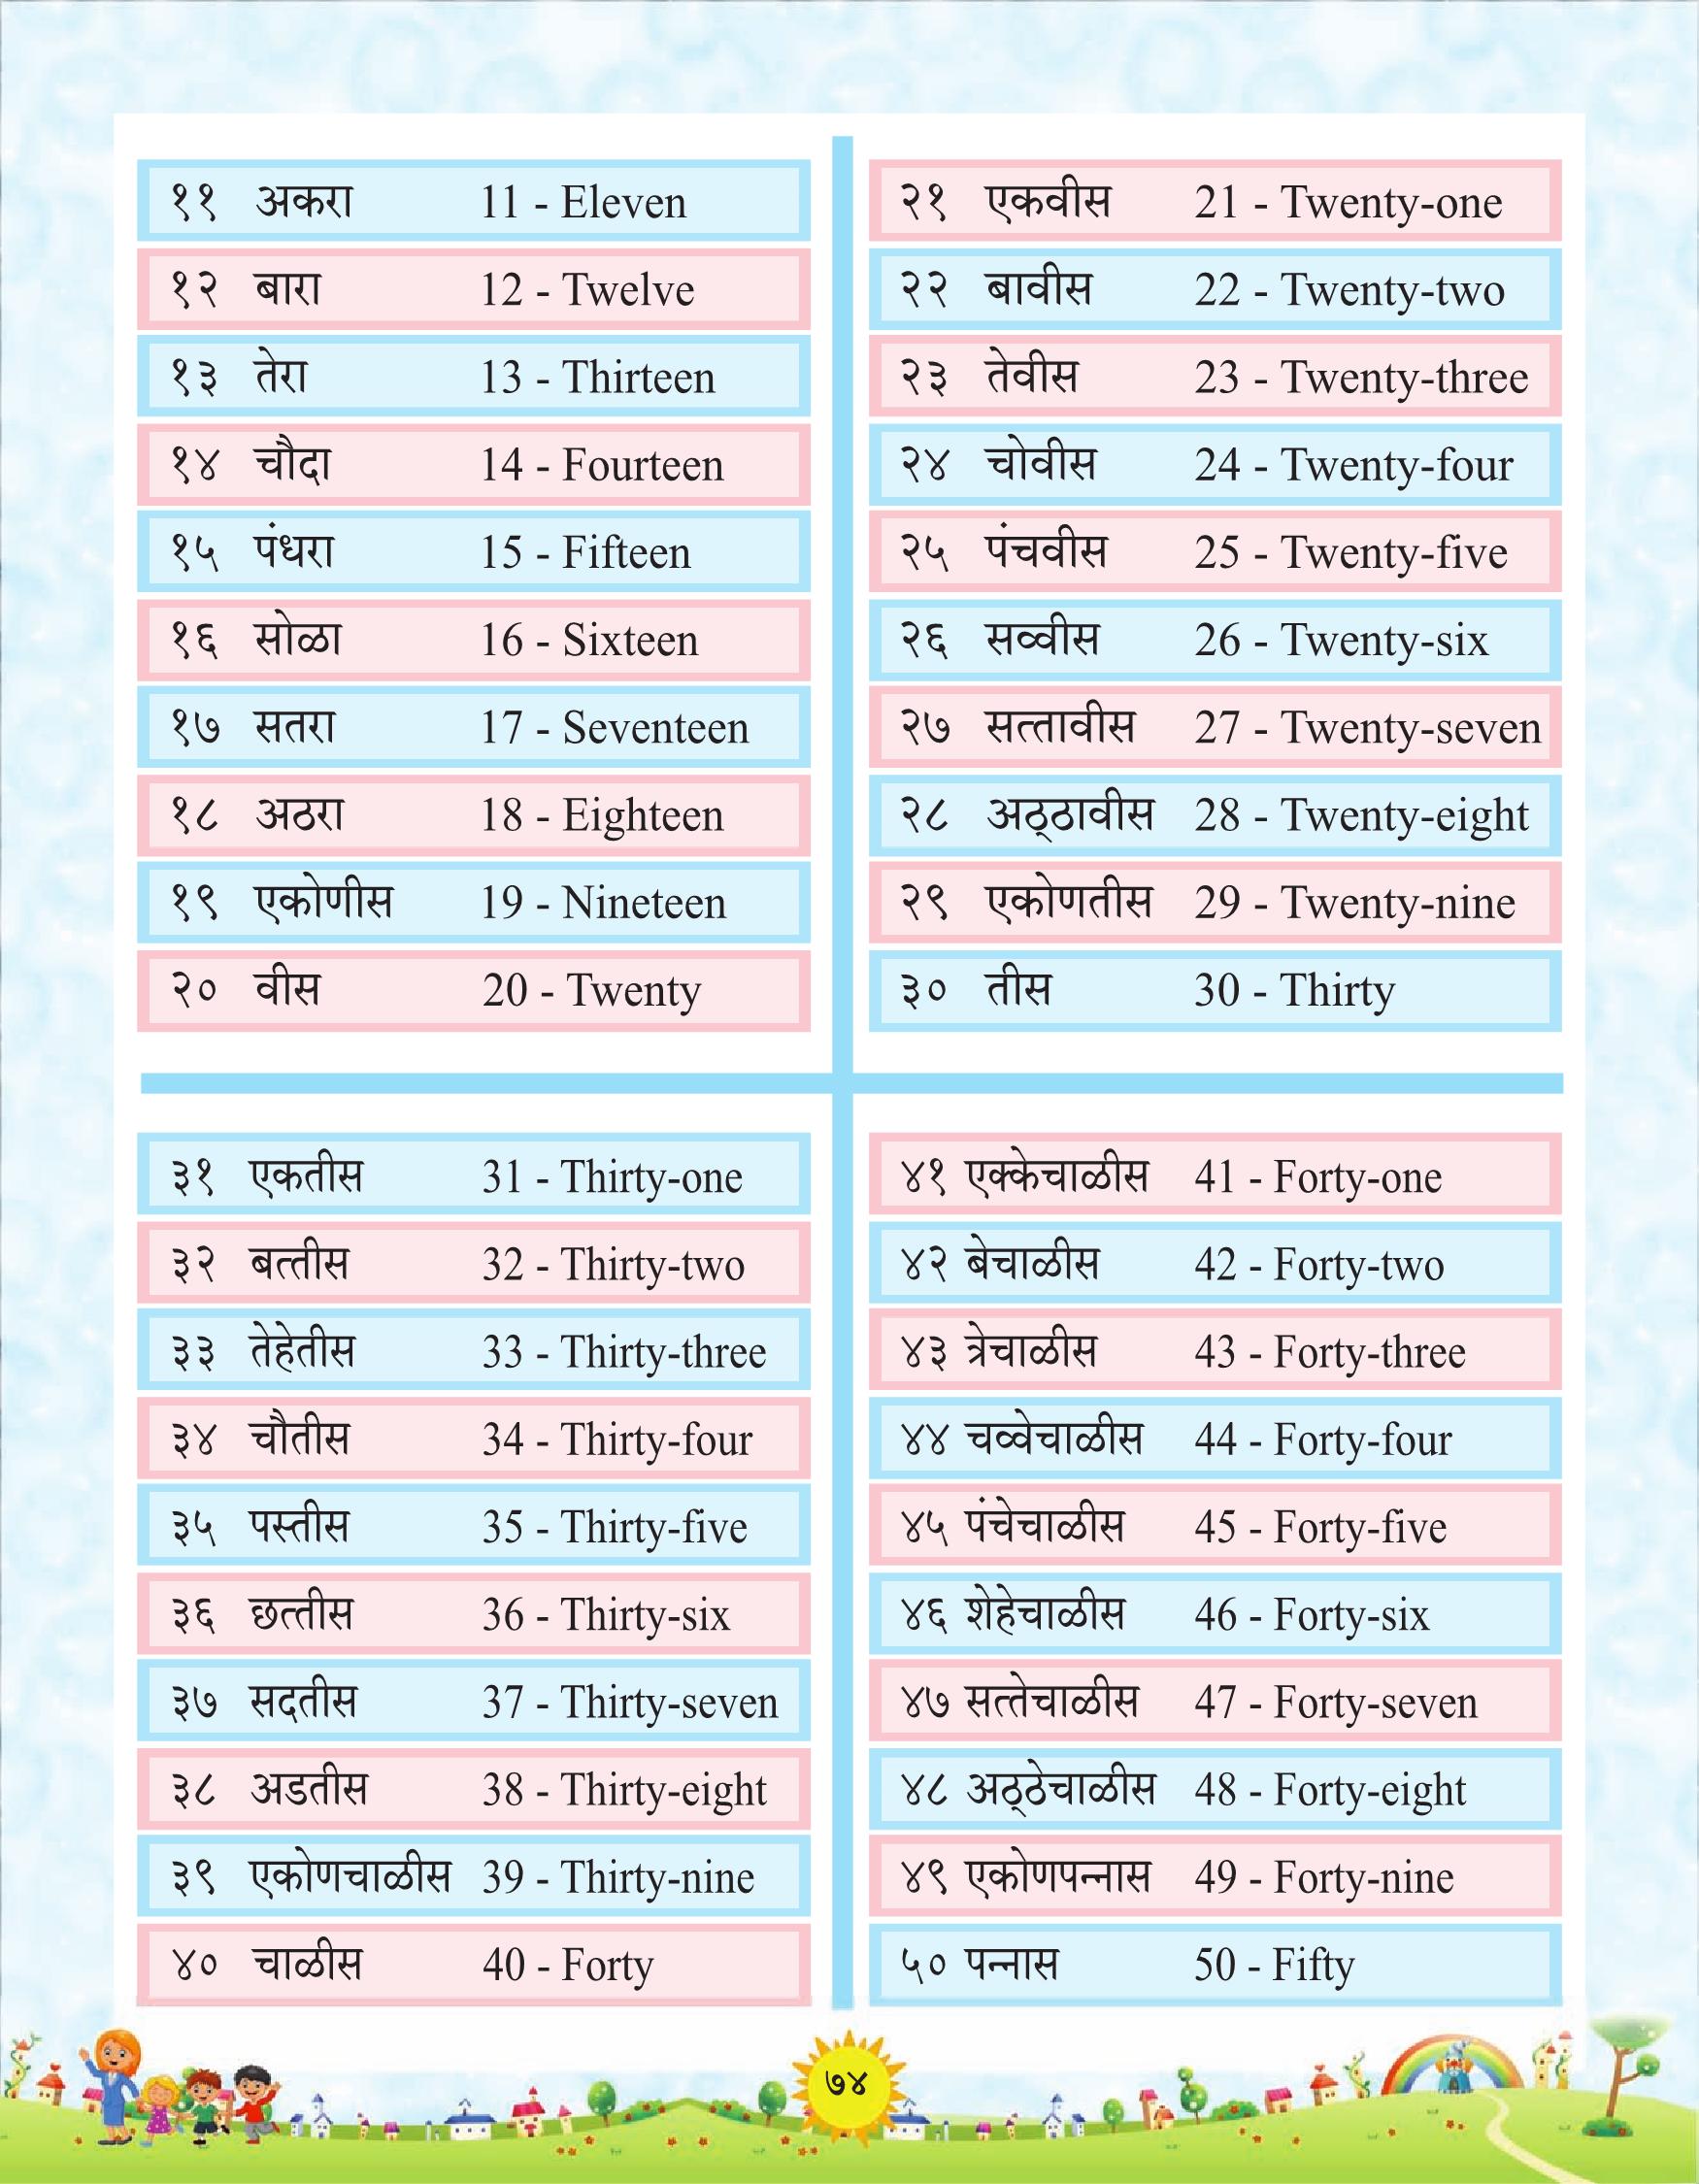 ११ अकरा 11 - Eleven
१२ बारा 12 - Twelve
१३ तेरा 13 - Thirteen
१४ चौदा 14 - Fourteen
१५ पंधरा 15 - Fifteen
१६ सोळा 16 - Sixteen
१७ सतरा 17 - Seventeen
१८ अठरा 18 - Eighteen
१९ एकोणीस 19 - Nineteen
२० वीस 20 - Twenty
२१ एकवीस 21 - Twenty-one
२२ बावीस 22 - Twenty-two
२३ तेवीस 23 - Twenty-three
२४ चोवीस 24 - Twenty-four
२५ पंचवीस 25 - Twenty-five
२६ सव्वीस 26 - Twenty-six
२७ सत्तावीस 27 - Twenty-seven
२८ अठ्ठावीस 28 - Twenty-eight
२९ एकोणतीस 29 - Twenty-nine
३० तीस 30 - Thirty
३१ एकतीस 31 - Thirty-one
३२ बत्तीस 32 - Thirty-two
३३ तेहेतीस 33 - Thirty-three
३४ चौतीस 34 - Thirty-four
३५ पस्तीस 35 - Thirty-five
३६ छत्तीस 36 - Thirty-six
३७ सदतीस 37 - Thirty-seven
३८ अडतीस 38 - Thirty-eight
३९ एकोणचाळीस 39 - Thirty-nine
४० चाळीस 40 - Forty
४१ एक्केचाळीस 41 - Forty-one
४२ बेचाळीस 42 - Forty-two
४३ त्रेचाळीस 43 - Forty-three
४४ चव्वेचाळीस 44 - Forty-four
४५ पंचेचाळीस 45 - Forty-five
४६ शेहेचाळीस 46 - Forty-six
४७ सत्तेचाळीस 47 - Forty-seven
४८ अठ्ठेचाळीस 48 - Forty-eight
४९ एकोणपन्नास 49 - Forty-nine
५० पन्नास 50 - Fifty
७४